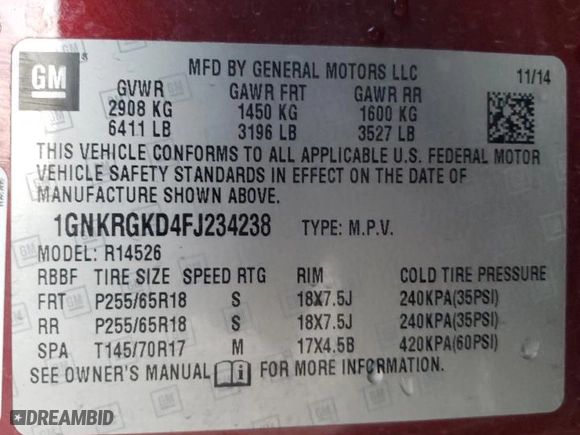 GM
MFD BY GENERAL MOTORS LLC 11/14
GVWR GAWR FRT GAWR RR
2908 KG 1450 KG 1600 KG
6411 LB 3196 LB 3527 LB
THIS VEHICLE CONFORMS TO ALL APPLICABLE U.S. FEDERAL MOTOR
VEHICLE SAFETY STANDARDS IN EFFECT ON THE DATE OF
MANUFACTURE SHOWN ABOVE.
1GNKRGKD4FJ234238 TYPE: M.P.V.
MODEL: R14526
RBBF TIRE SIZE SPEED RTG RIM COLD TIRE PRESSURE
FRT P255/65R18 S 18X7.5J 240KPA(35PSI)
RR P255/65R18 S 18X7.5J 240KPA(35PSI)
SPA T145/70R17 M 17X4.5B 420KPA(60PSI)
SEE OWNER'S MANUAL FOR MORE INFORMATION.
DREAMBID